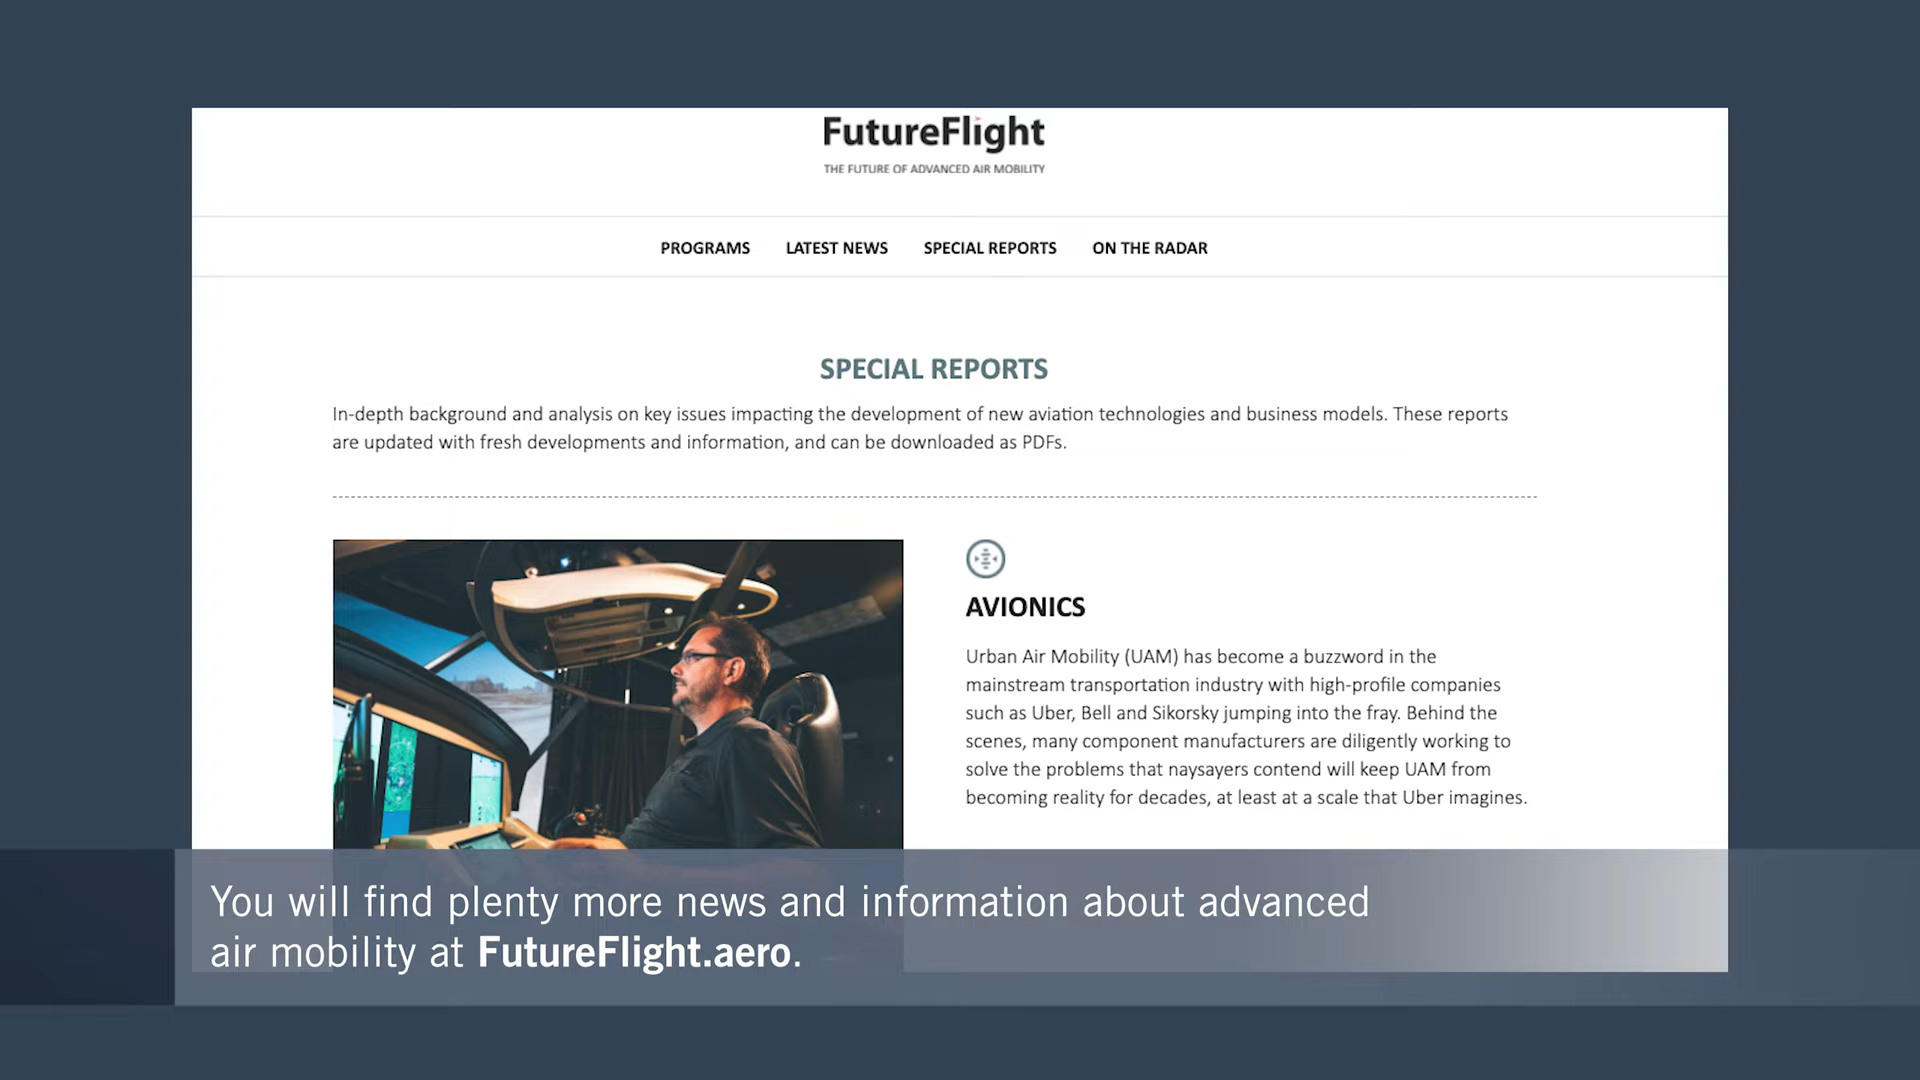 FutureFlight
THE FUTURE OF ADVANCED AIR MOBILITY
PROGRAMS LATEST NEWS SPECIAL REPORTS ON THE RADAR
SPECIAL REPORTS
In-depth background and analysis on key issues impacting the development of new aviation technologies and business models. These reports
are updated with fresh developments and information, and can be downloaded as PDFs.
AVIONICS
Urban Air Mobility (UAM) has become a buzzword in the
mainstream transportation industry with high-profile companies
such as Uber, Bell and Sikorsky jumping into the fray. Behind the
scenes, many component manufacturers are diligently working to
solve the problems that naysayers contend will keep UAM from
becoming reality for decades, at least at a scale that Uber imagines.
You will find plenty more news and information about advanced
air mobility at FutureFlight.aero.